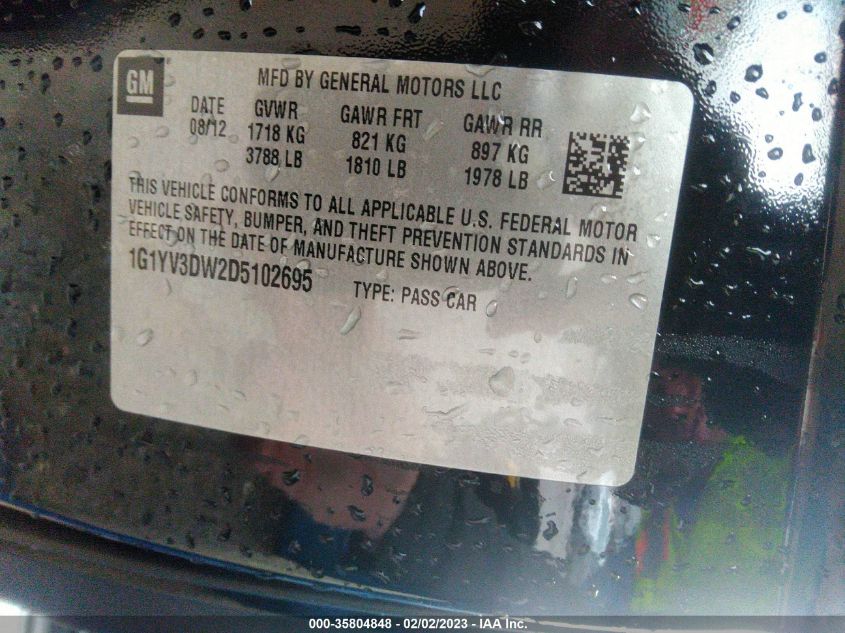 GM
MFD BY GENERAL MOTORS LLC
DATE GVWR GAWR FRT GAWR RR
08/12 1718 KG 821 KG 897 KG
3788 LB 1810 LB 1978 LB
THIS VEHICLE CONFORMS TO ALL APPLICABLE U.S. FEDERAL MOTOR
VEHICLE SAFETY, BUMPER, AND THEFT PREVENTION STANDARDS IN
EFFECT ON THE DATE OF MANUFACTURE SHOWN ABOVE.
1G1YV3DW2D5102695 TYPE: PASS CAR
000-35804848 - 02/02/2023 - IAA Inc.